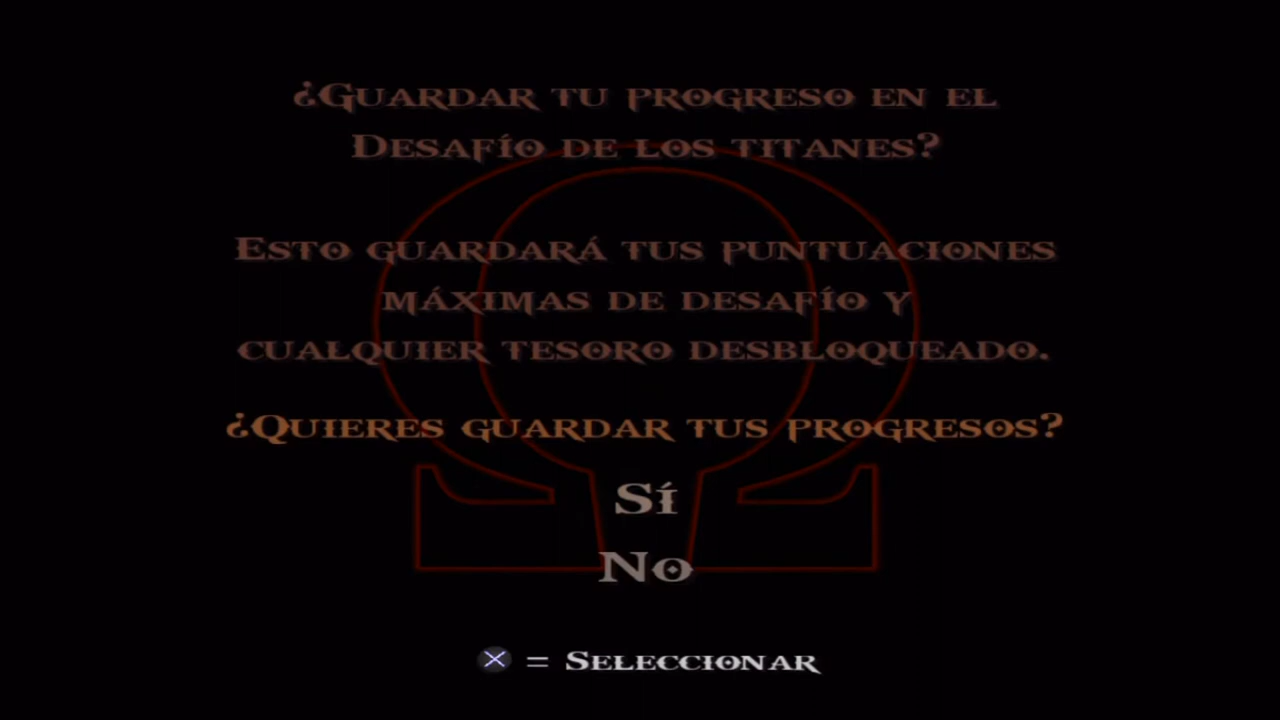 ¿Guardar tu progreso en el
Desafío de los titanes?
Esto guardará tus puntuaciones
máximas de desafío y
cualquier tesoro desbloqueado.
¿Quieres guardar tus progresos?
Sí
No
= Seleccionar